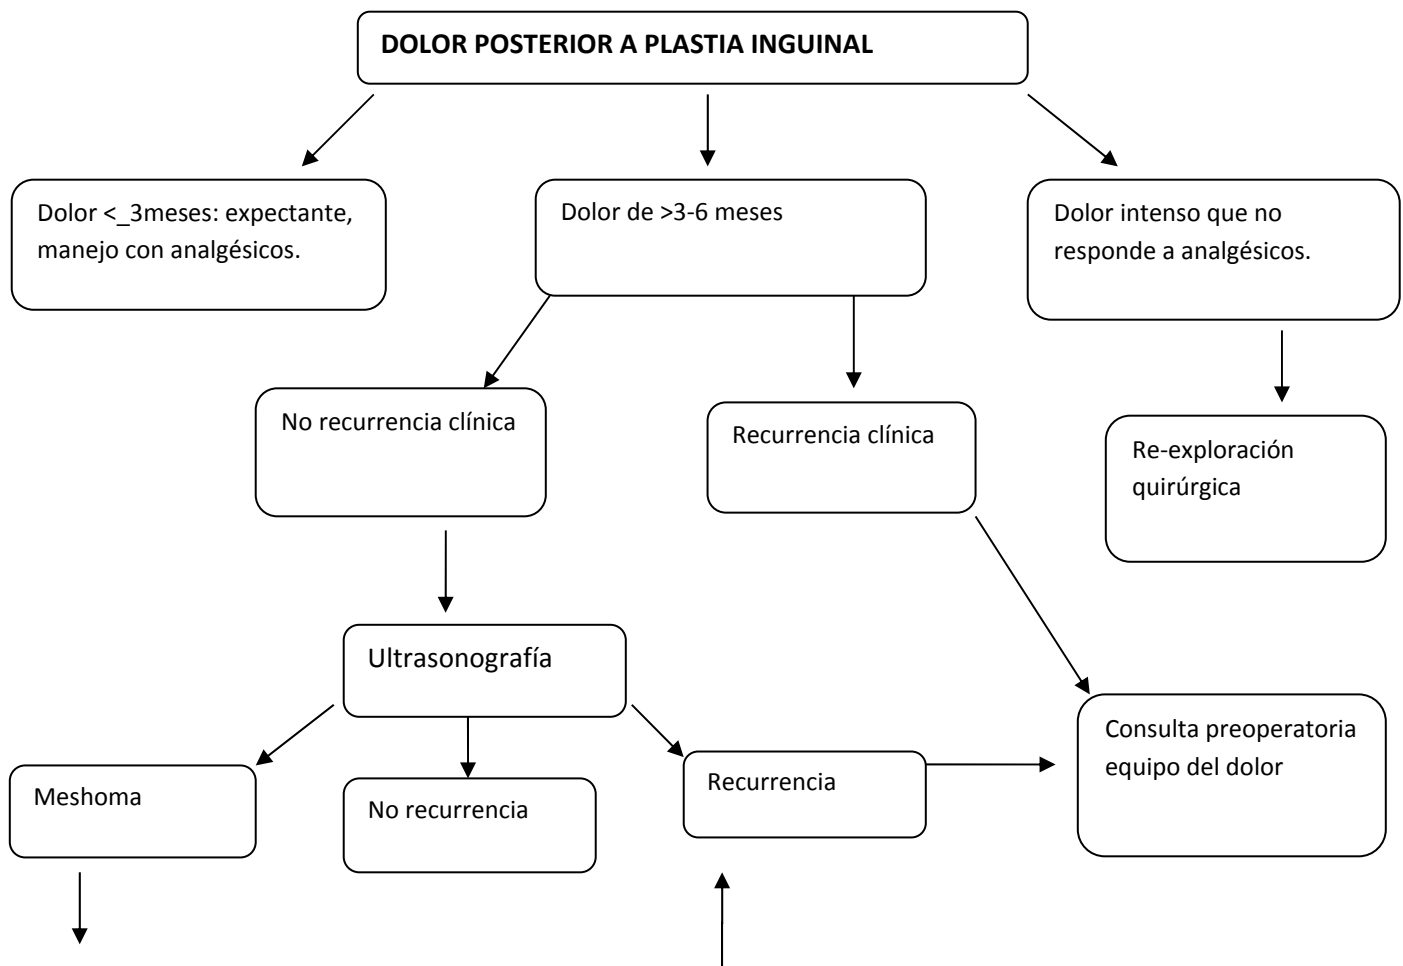 DOLOR POSTERIOR A PLASTIA INGUINAL
Dolor <_3meses: expectante,
manejo con analgésicos.
Dolor de >3-6 meses
Dolor intenso que no
responde a analgésicos.
No recurrencia clínica
Recurrencia clínica
Re-exploración
quirúrgica
Ultrasonografía
Consulta preoperatoria
equipo del dolor
Meshoma
No recurrencia
Recurrencia